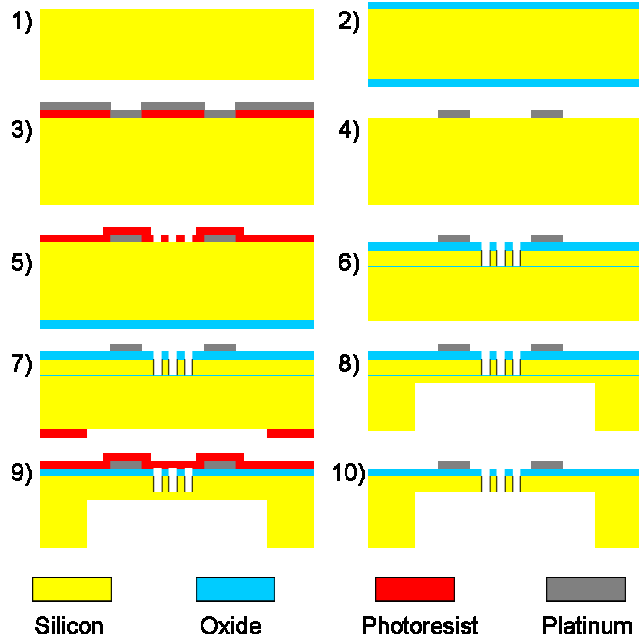 1)
2)
3)
4)
5)
6)
7)
8)
9)
10)
Silicon
Oxide
Photoresist
Platinum